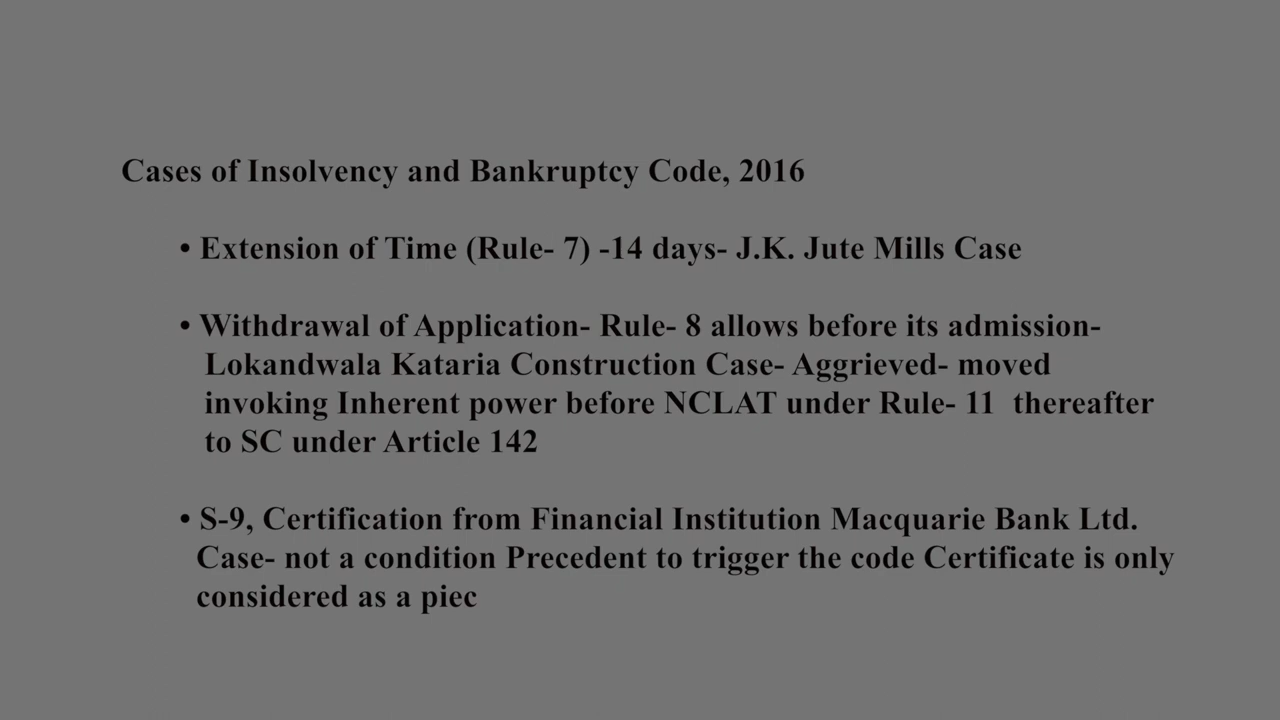 Cases of Insolvency and Bankruptcy Code, 2016
• Extension of Time (Rule- 7) -14 days- J.K. Jute Mills Case
• Withdrawal of Application- Rule- 8 allows before its admission-
Lokandwala Kataria Construction Case- Aggrieved- moved
invoking Inherent power before NCLAT under Rule- 11 thereafter
to SC under Article 142
• S-9, Certification from Financial Institution Macquarie Bank Ltd.
Case- not a condition Precedent to trigger the code Certificate is only
considered as a piec